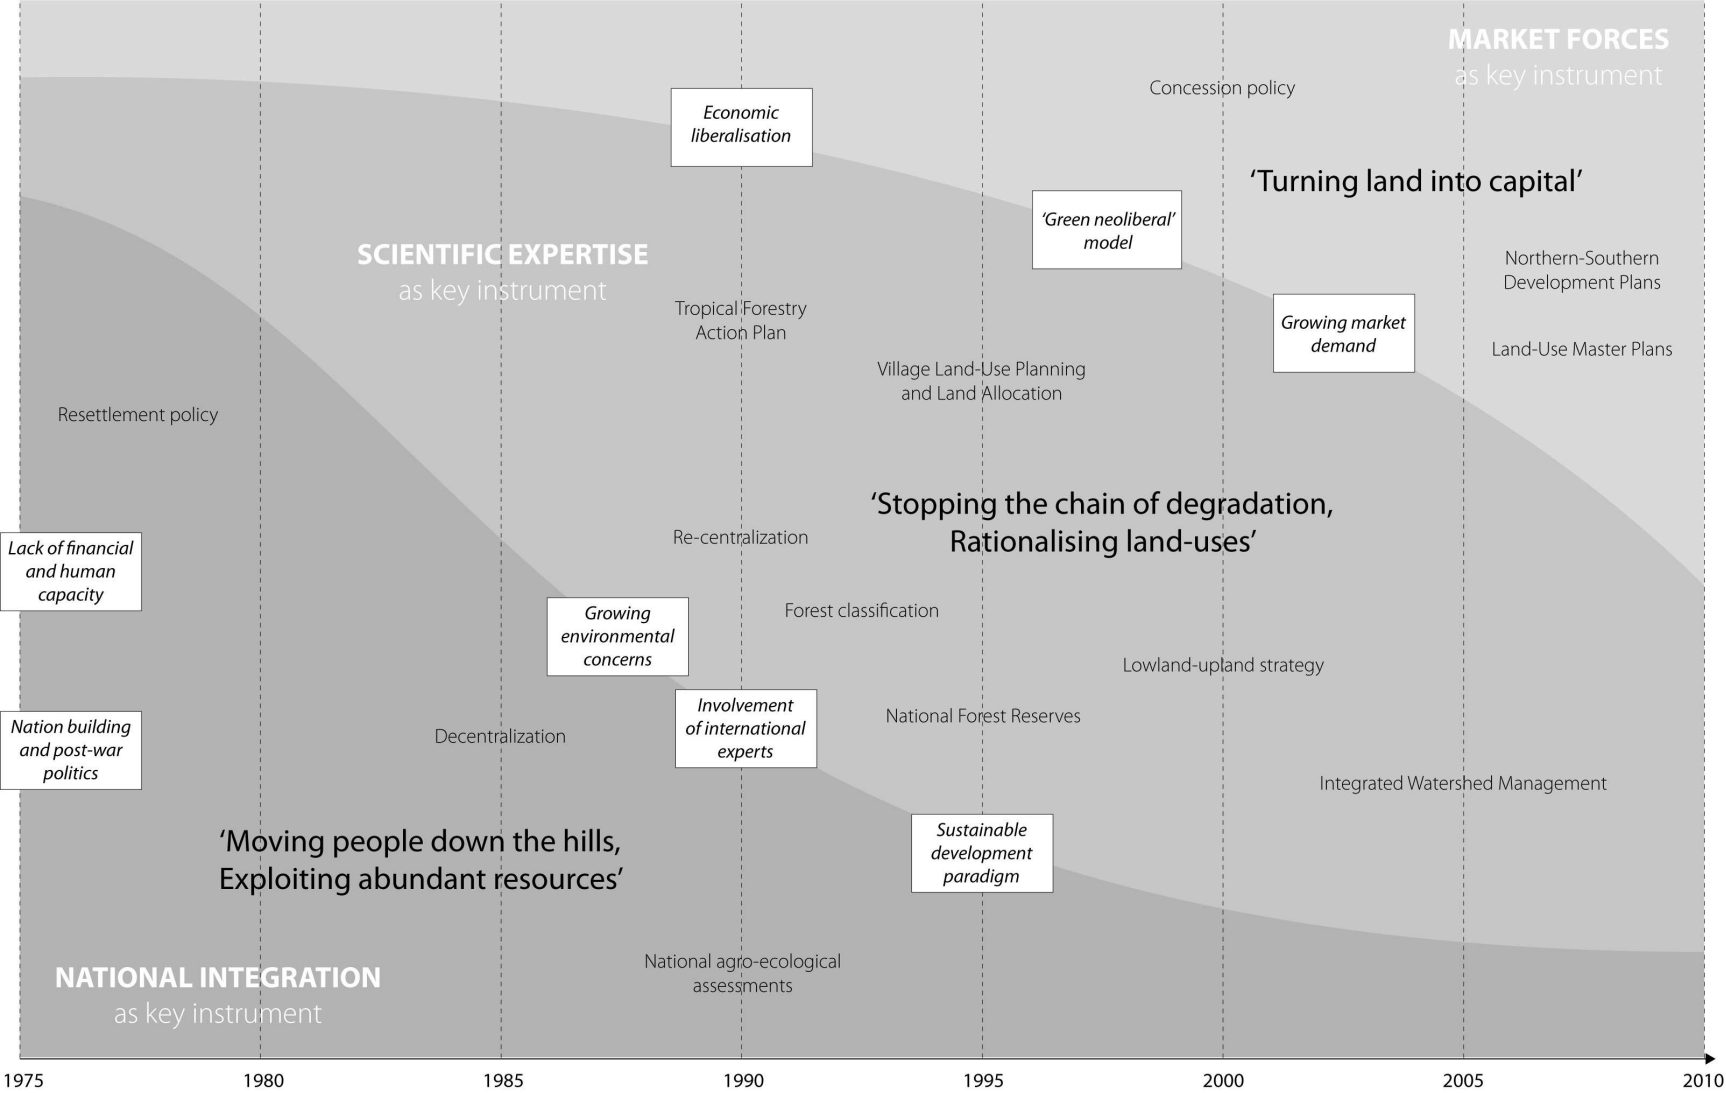 MARKET FORCES
as key instrument
Concession policy
Economic
liberalisation
‘Turning land into capital’
‘Green neoliberal’
model
SCIENTIFIC EXPERTISE
as key instrument
Northern-Southern
Development Plans
Tropical Forestry
Action Plan
Growing market
demand
Land-Use Master Plans
Village Land-Use Planning
and Land Allocation
Resettlement policy
‘Stopping the chain of degradation,
Rationalising land-uses’
Re-centralization
Lack of financial
and human
capacity
Forest classification
Growing
environmental
concerns
Lowland-upland strategy
Involvement
of international
experts
National Forest Reserves
Nation building
and post-war
politics
Decentralization
Integrated Watershed Management
‘Moving people down the hills,
Exploiting abundant resources’
Sustainable
development
paradigm
National agro-ecological
assessments
NATIONAL INTEGRATION
as key instrument
1975 1980 1985 1990 1995 2000 2005 2010